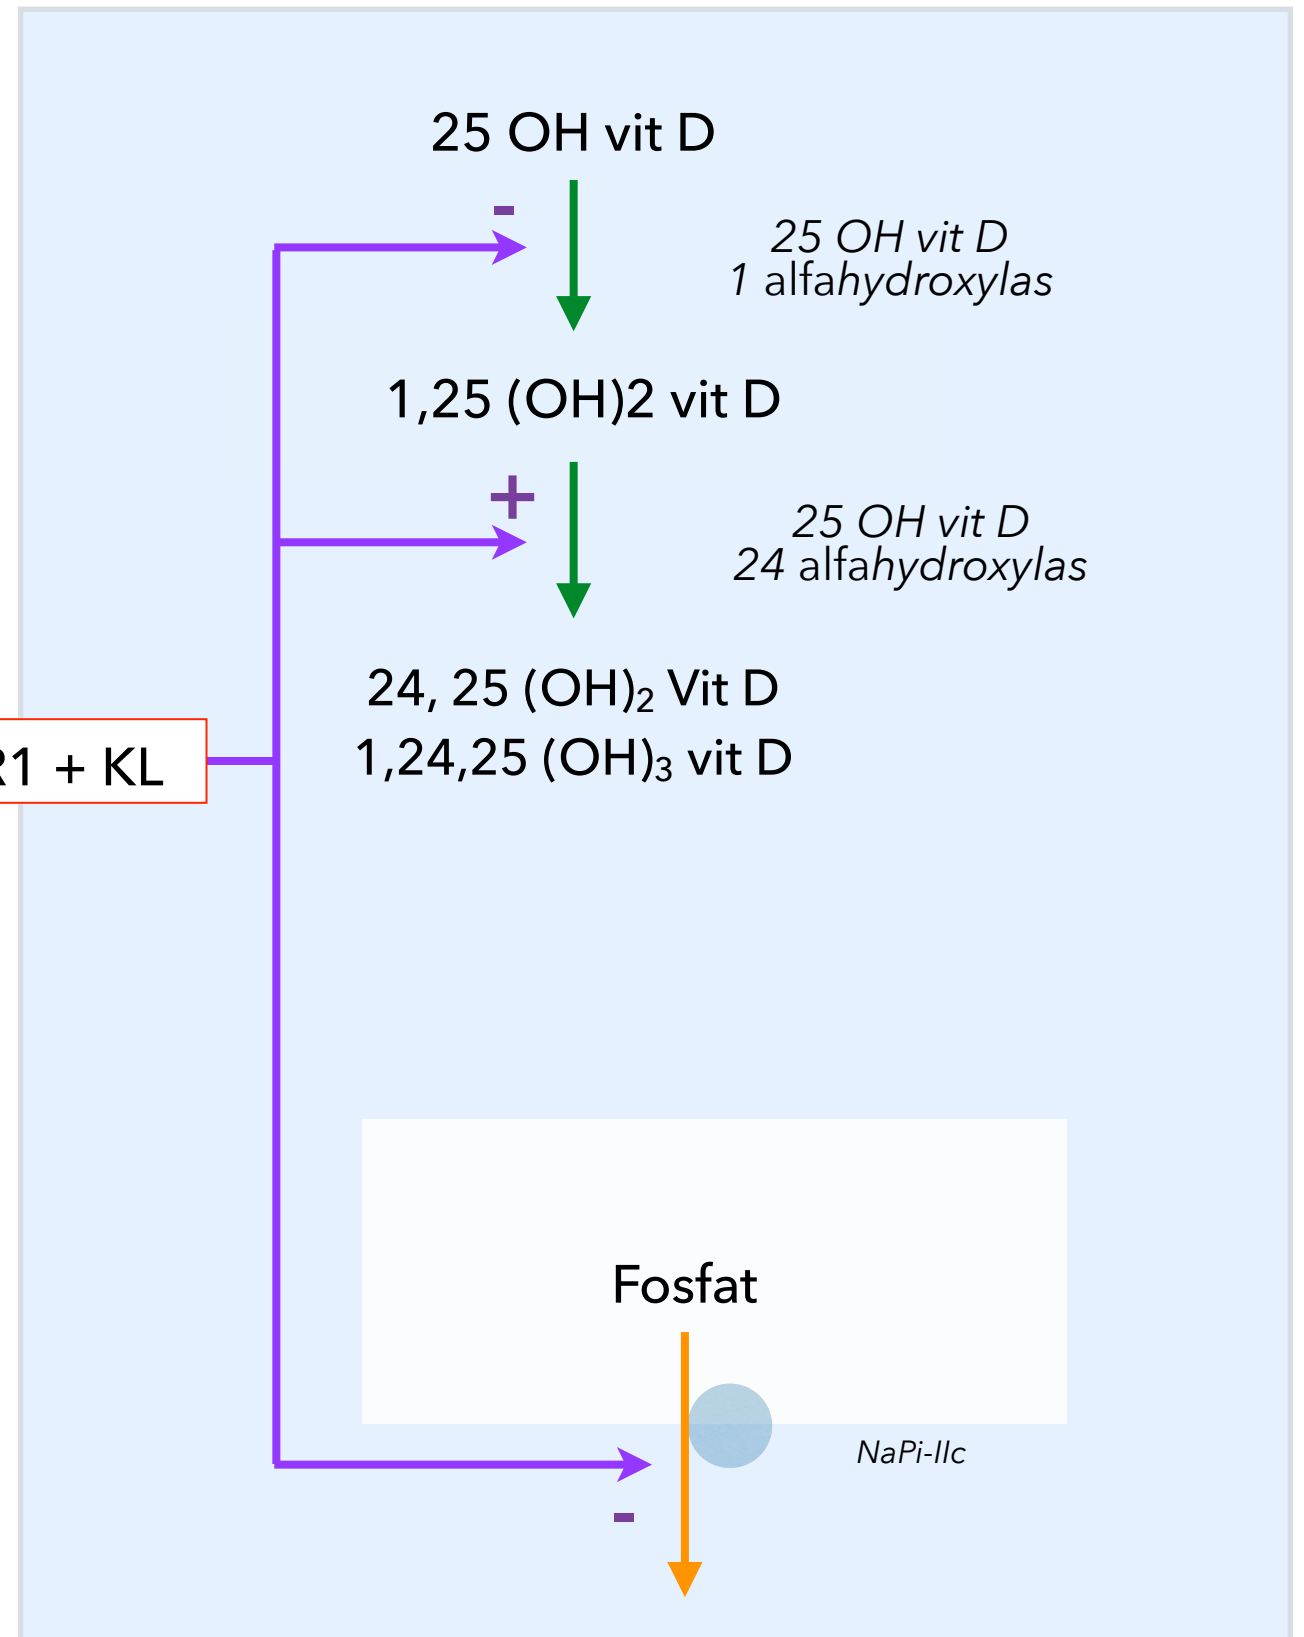 25 OH vit D
-
25 OH vit D
1 alfahydroxylas
1,25 (OH)2 vit D
+
25 OH vit D
24 alfahydroxylas
24, 25 (OH)₂ Vit D
1,24,25 (OH)₃ vit D
R1 + KL
Fosfat
NaPi-IIc
-